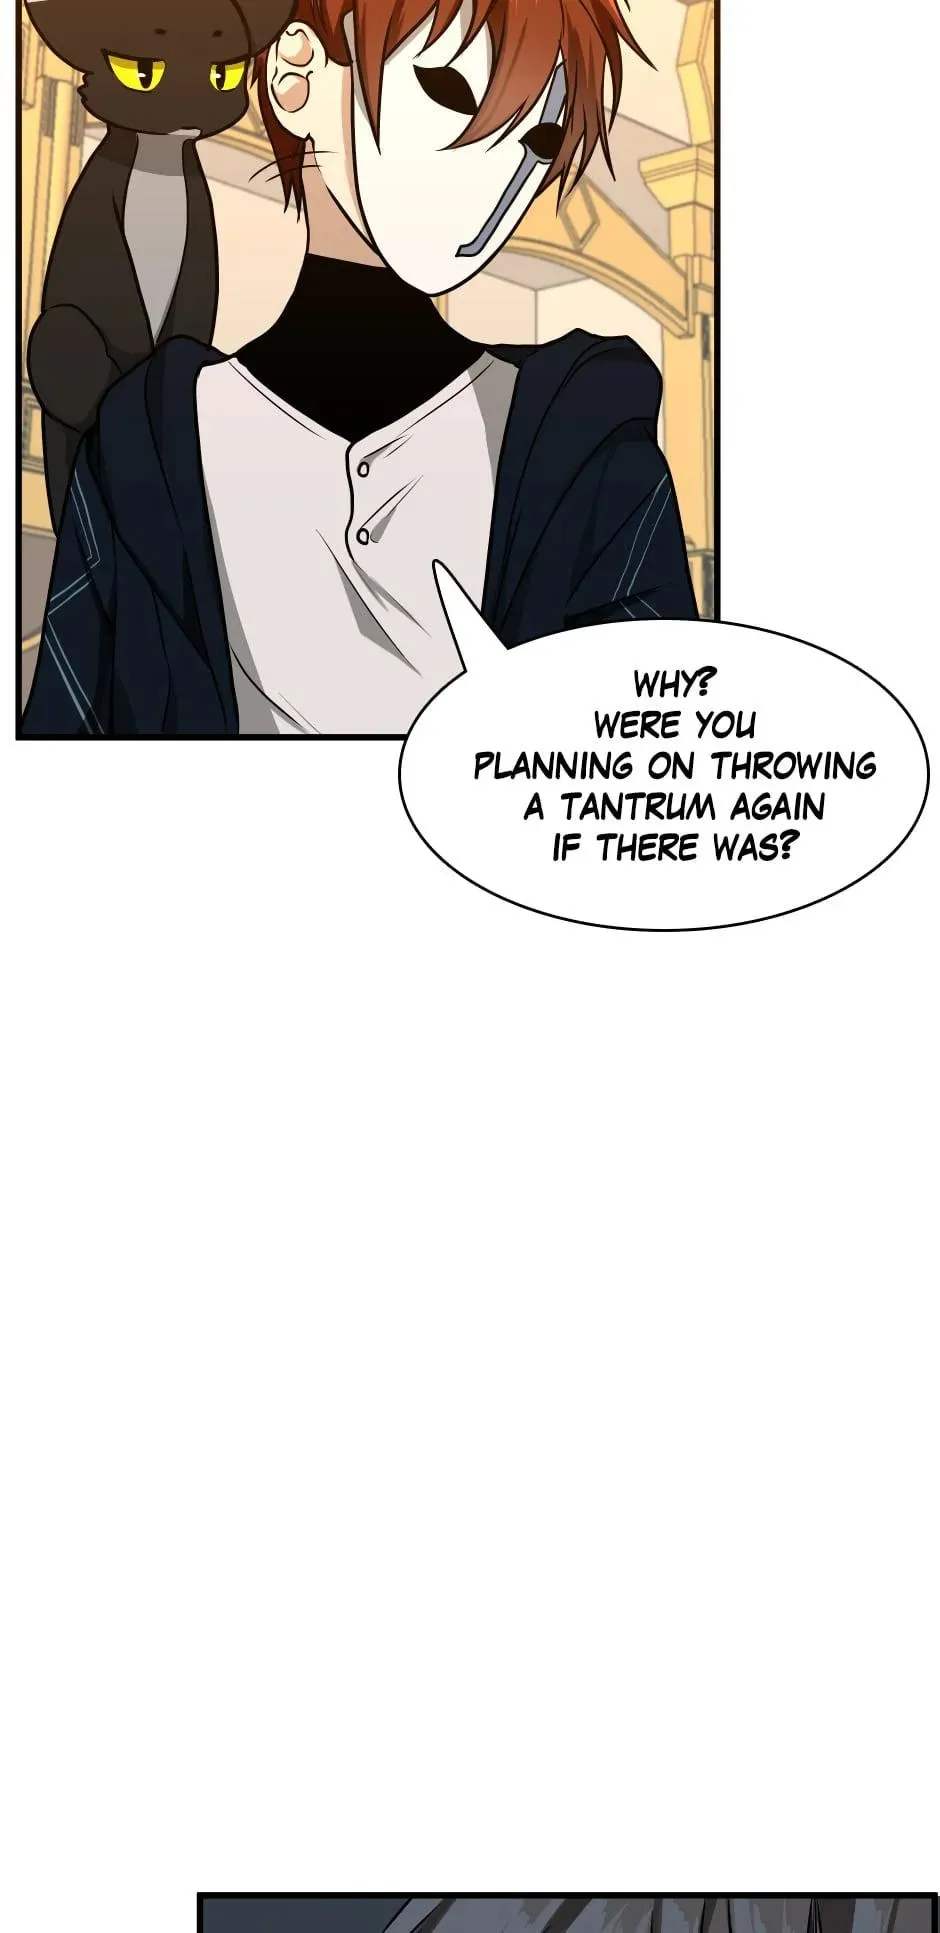 WHY?
WERE YOU
PLANNING ON THROWING
A TANTRUM AGAIN
IF THERE WAS?